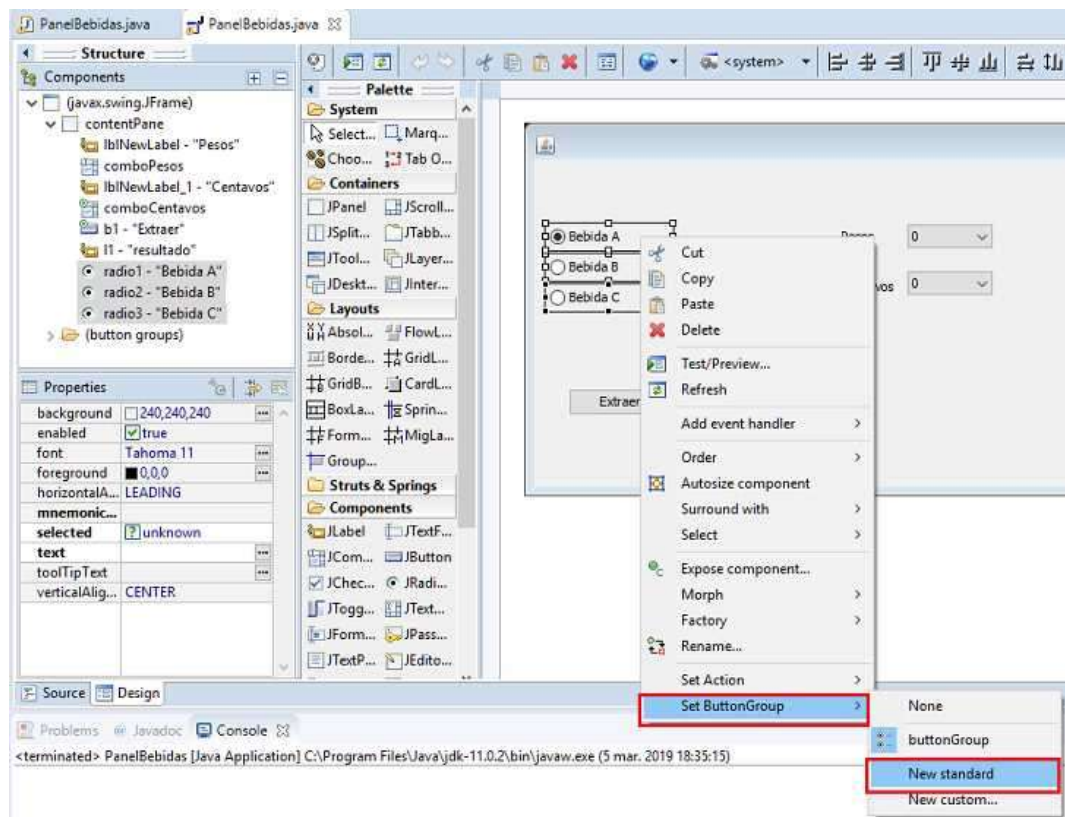 PanelBebidas.java
PanelBebidas.java
Structure
Components
(javax.swing.JFrame)
contentPane
lblNewLabel - "Pesos"
comboPesos
lblNewLabel_1 - "Centavos"
comboCentavos
b1 - "Extraer"
l1 - "resultado"
radio1 - "Bebida A"
radio2 - "Bebida B"
radio3 - "Bebida C"
(button groups)
Properties
background 240,240,240
enabled true
font Tahoma 11
foreground 0,0,0
horizontalA... LEADING
mnemonic...
selected unknown
text
toolTipText
verticalAlig... CENTER
Source Design
<system>
Palette
System
Select... Marq...
Choo... Tab O...
Containers
JPanel JScroll...
JSplit... JTabb...
JTool... JLayer...
JDeskt... JInter...
Layouts
Absol... FlowL...
Borde... GridL...
GridB... CardL...
BoxLa... Sprin...
Form... MigLa...
Group...
Struts & Springs
Components
JLabel JTextF...
JCom... JButton
JChec... JRadi...
JTogg... JText...
JForm... JPass...
JTextP... JEdito...
Bebida A
Bebida B
Bebida C
0
vos 0
Extraer
Cut
Copy
Paste
Delete
Test/Preview...
Refresh
Add event handler
Order
Autosize component
Surround with
Select
Expose component...
Morph
Factory
Rename...
Set Action
Set ButtonGroup
None
buttonGroup
New standard
New custom...
Problems Javadoc Console
<terminated> PanelBebidas [Java Application] C:\Program Files\Java\jdk-11.0.2\bin\javaw.exe (5 mar. 2019 18:35:15)